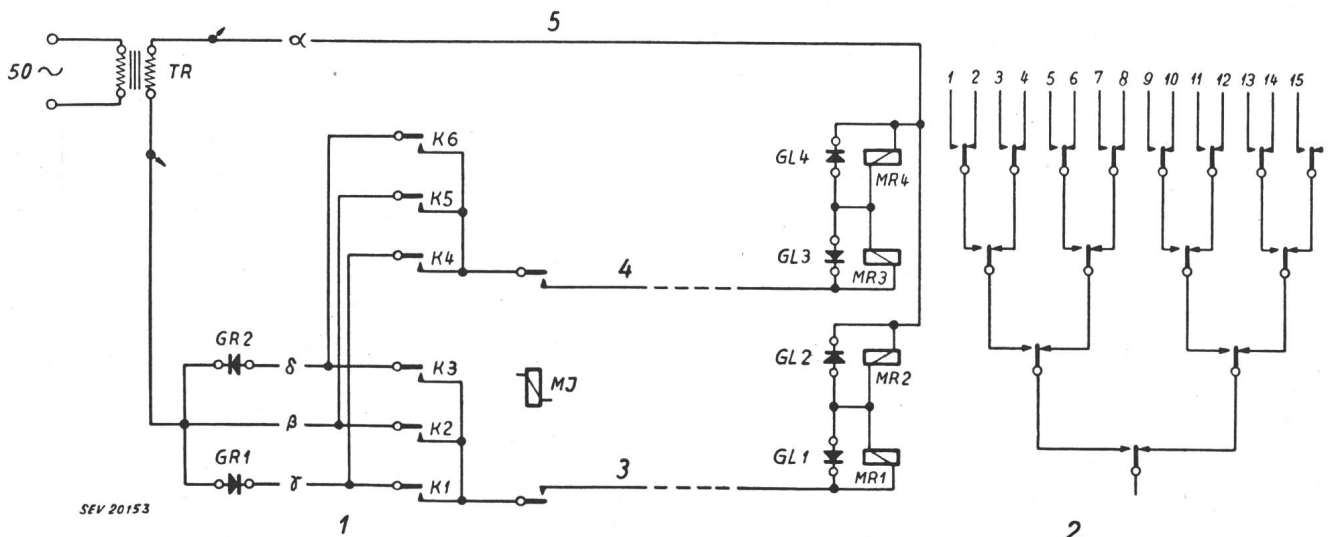 5
α
50 ~
TR
1 2 3 4 5 6 7 8 9 10 11 12 13 14 15
K6
GL4
MR4
K5
K4
4
GL3
MR3
GR2
δ
K3
MJ
GL2
MR2
β
K2
GR1
γ
K1
3
GL1
MR1
SEV 20153
1
2